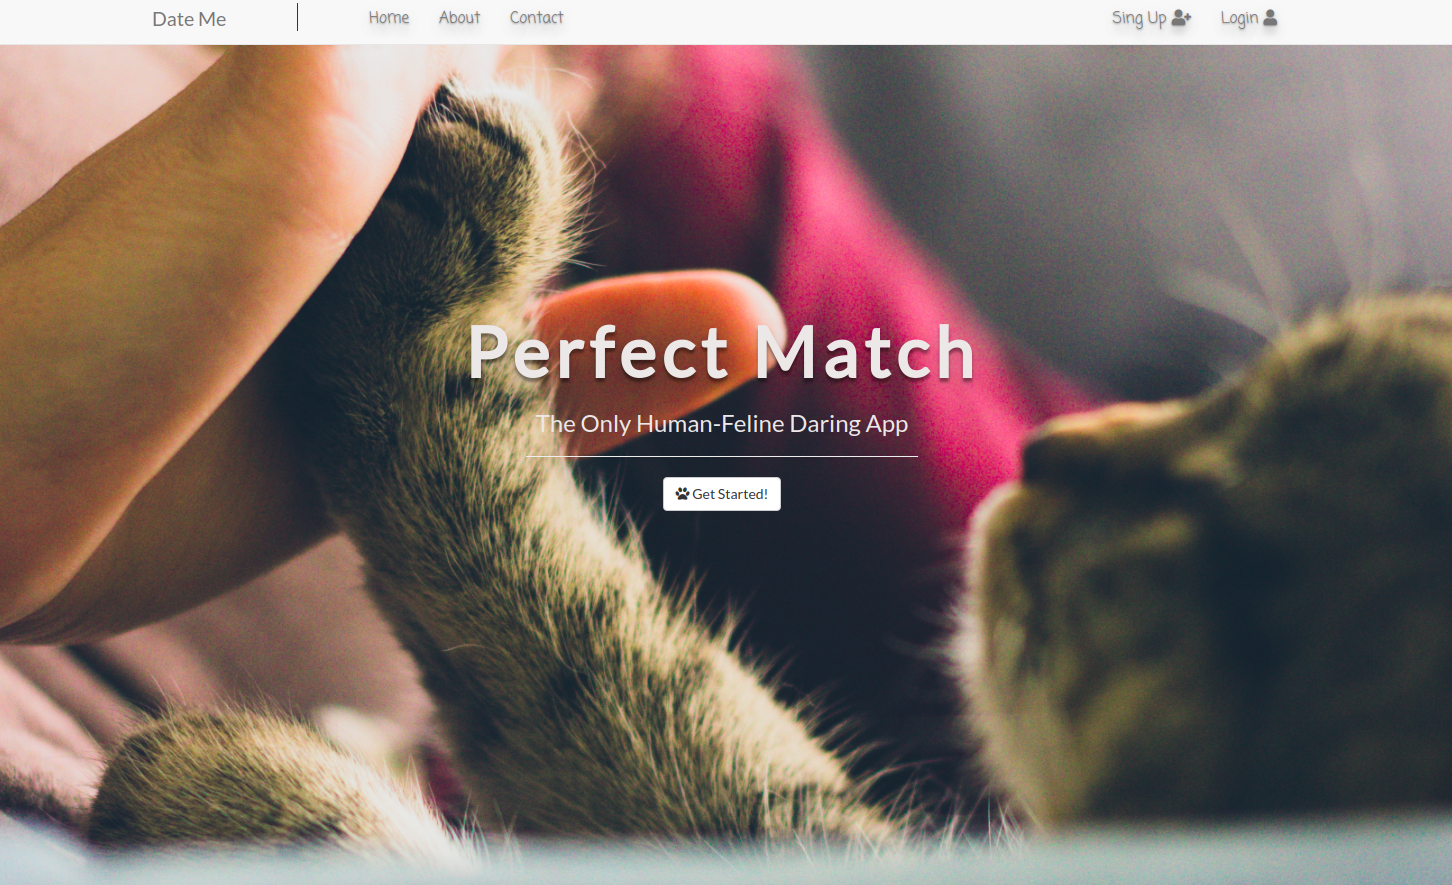 Date Me Home About Contact Sing Up Login
Perfect Match
The Only Human-Feline Daring App
Get Started!